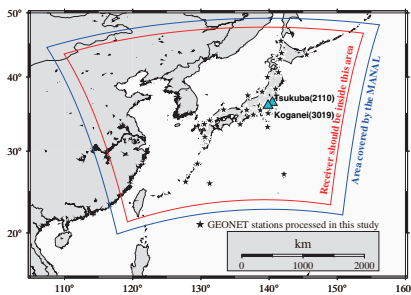 50°
40°
30°
20°
Tsukuba(2110)
Koganei(3019)
Receiver should be inside this area
Area covered by the MANAL
GEONET stations processed in this study
km
0 1000 2000
110° 120° 130° 140° 150° 160